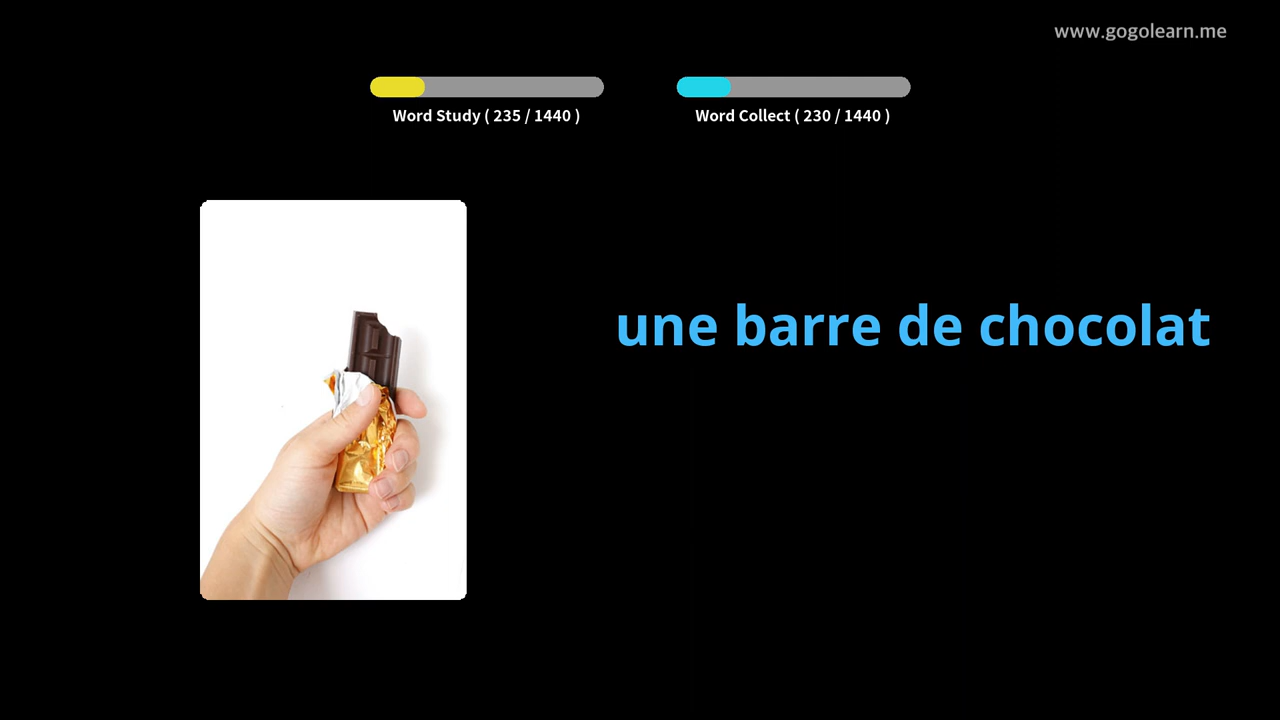 www.gogolearn.me
Word Study ( 235 / 1440 )
Word Collect ( 230 / 1440 )
une barre de chocolat